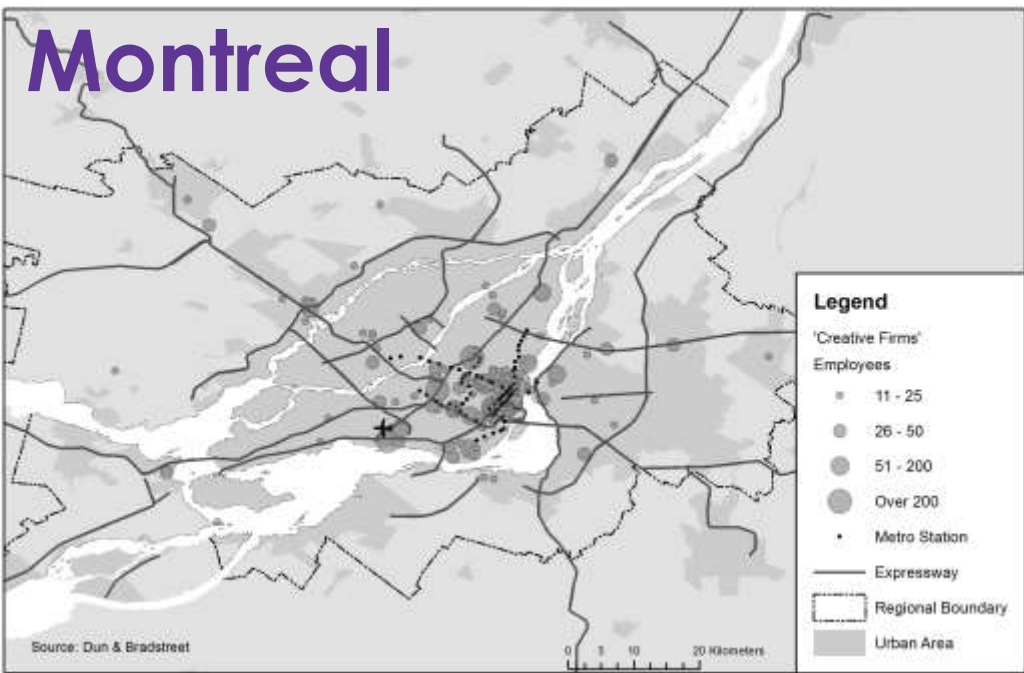 Montreal
Legend
'Creative Firms'
Employees
11 - 25
26 - 50
51 - 200
Over 200
Metro Station
Expressway
Regional Boundary
Urban Area
Source: Dun & Bradstreet
0 5 10 20 Kilometers